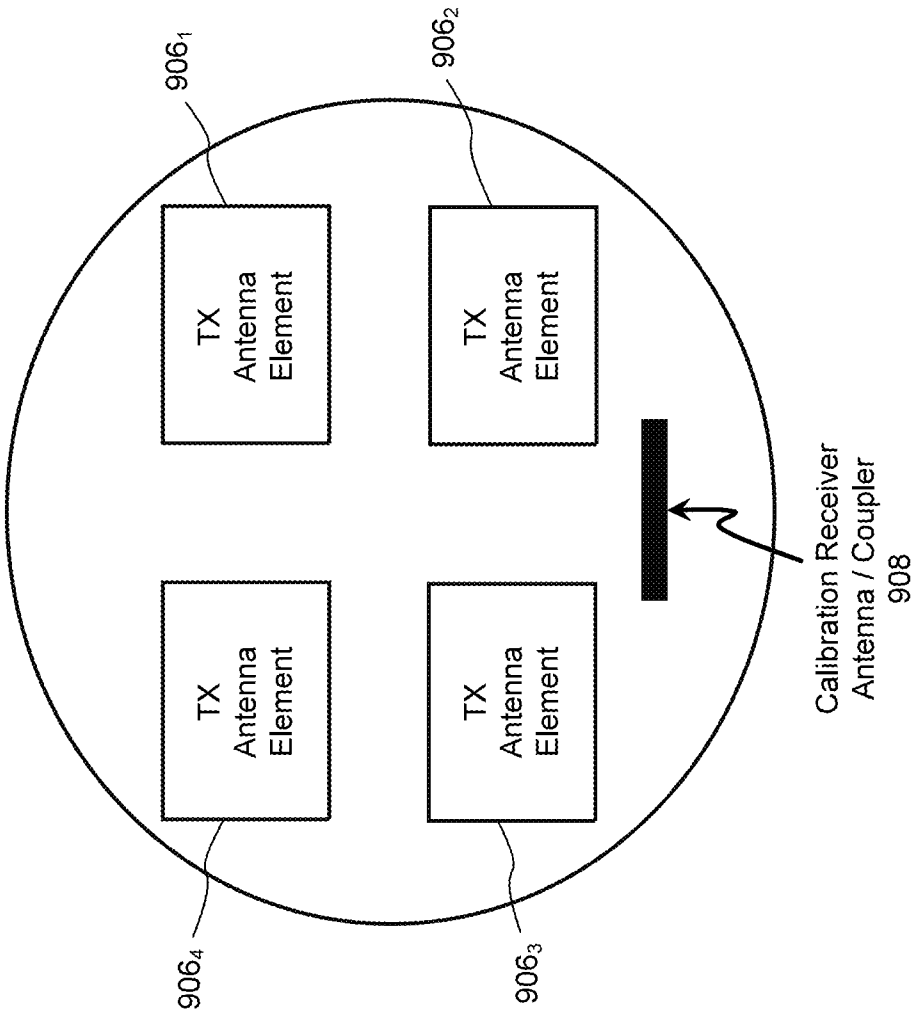 906₄
906₁
TX
Antenna
Element
TX
Antenna
Element
TX
Antenna
Element
TX
Antenna
Element
906₃
906₂
Calibration Receiver
Antenna / Coupler
908